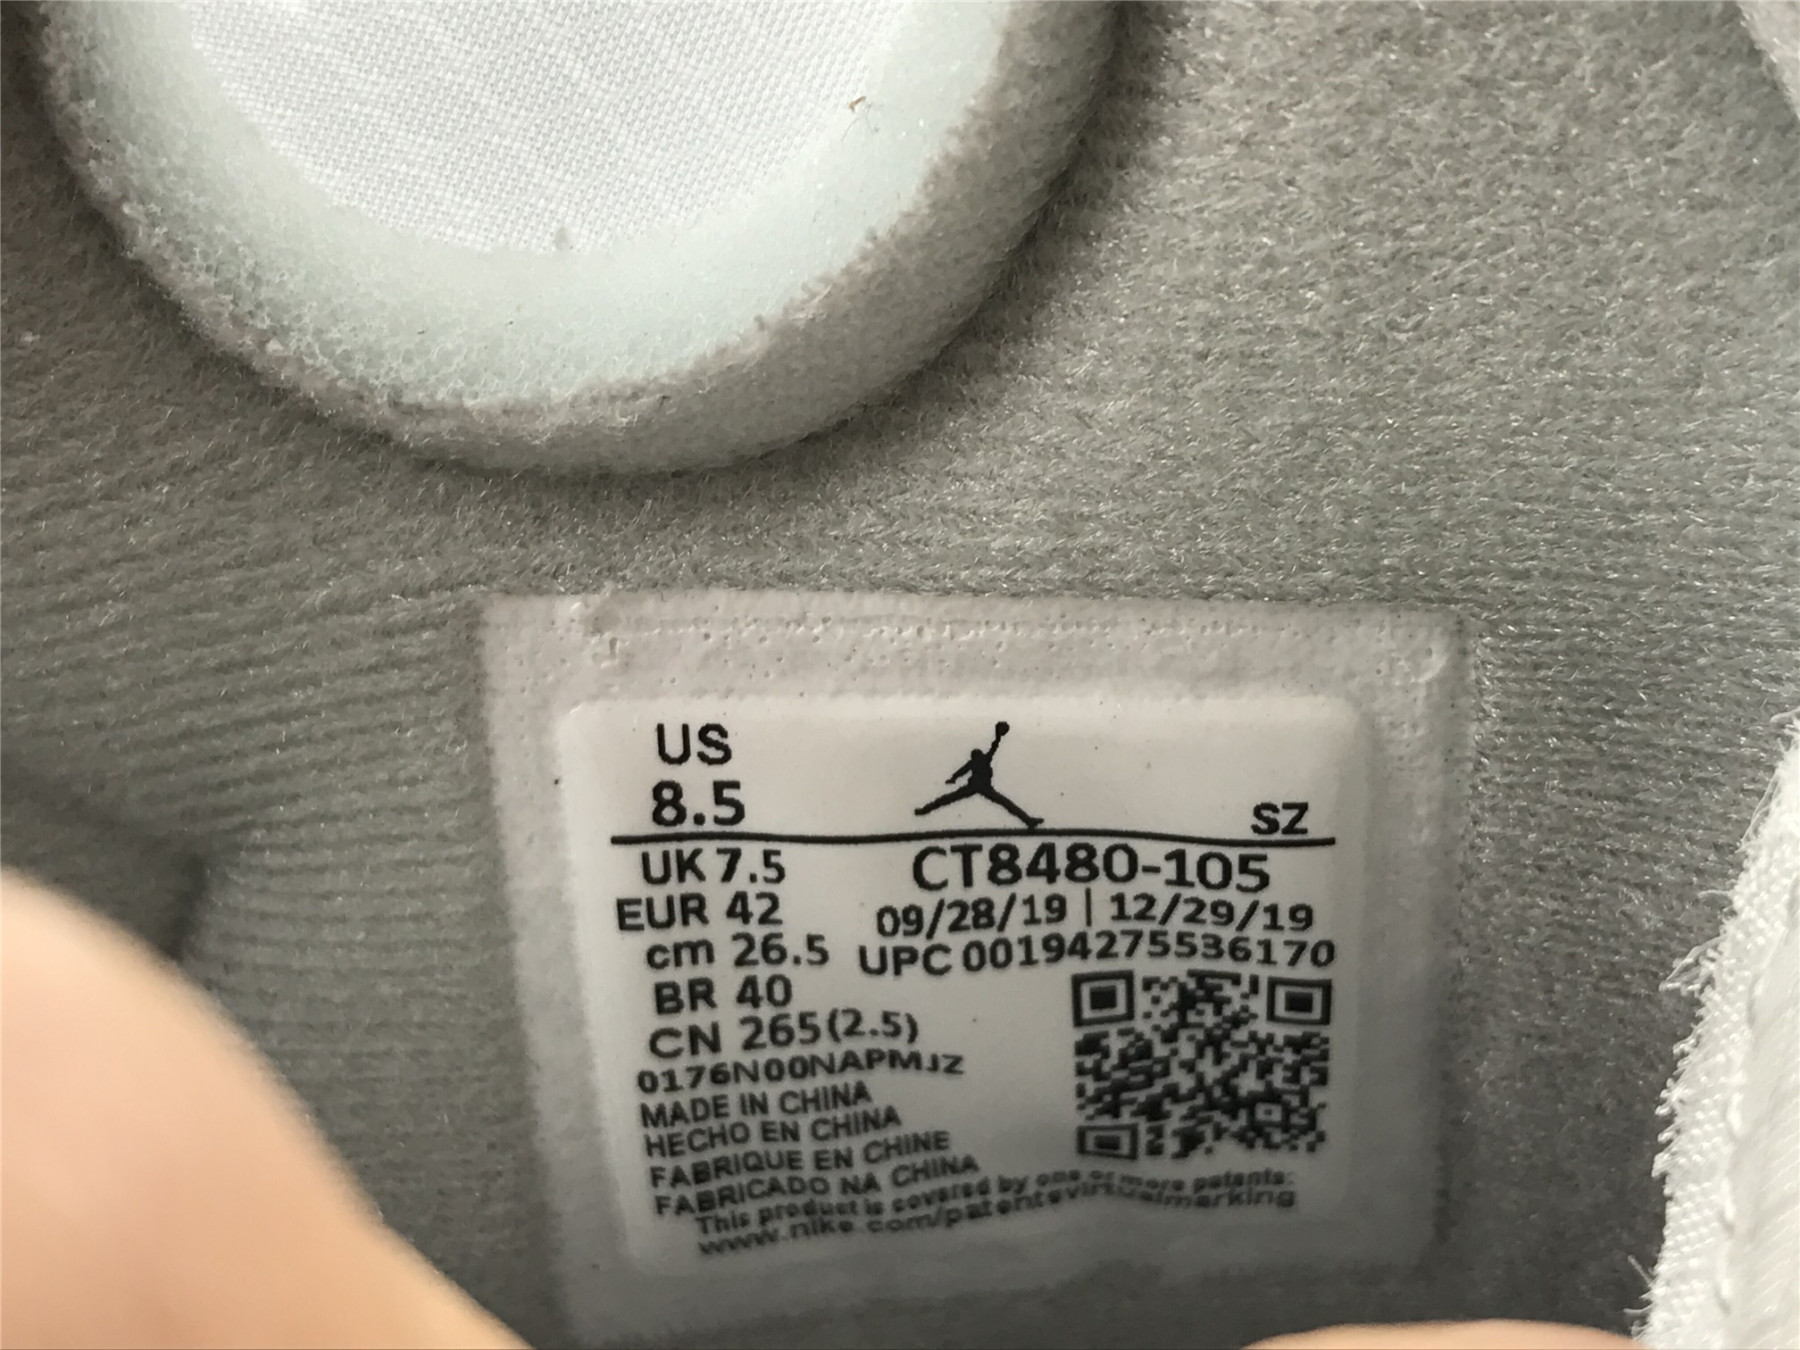 US
8.5
SZ
UK 7.5
CT8480-105
EUR 42
09/28/19 | 12/29/19
cm 26.5
UPC 00194275536170
BR 40
CN 265(2.5)
0176N00NAPMJZ
MADE IN CHINA
HECHO EN CHINA
FABRIQUE EN CHINE
FABRICADO NA CHINA
This product is covered by one or more patents:
www.nike.com/patentsvirtualmarking